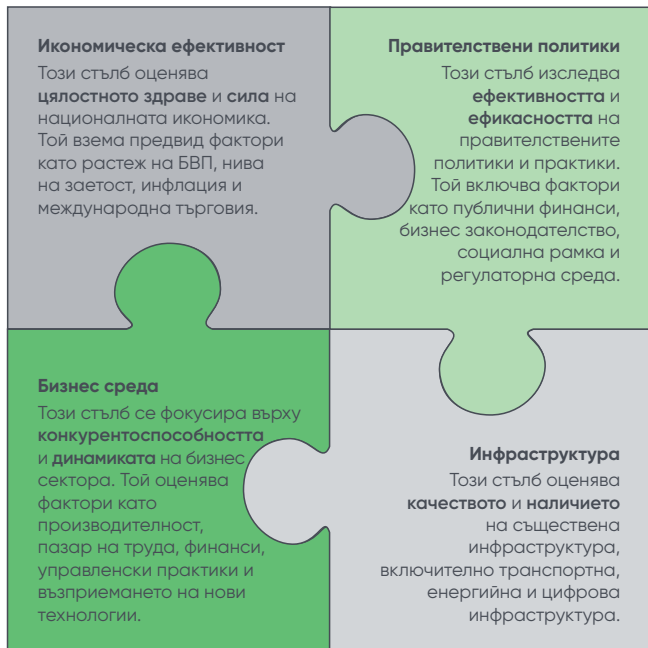 Икономическа ефективност
Този стълб оценява
цялостното здраве и сила на
националната икономика.
Той взема предвид фактори
като растеж на БВП, нива
на заетост, инфлация и
международна търговия.
Правителствени политики
Този стълб изследва
ефективността и
ефикасността на
правителствените
политики и практики.
Той включва фактори
като публични финанси,
бизнес законодателство,
социална рамка и
регулаторна среда.
Бизнес среда
Този стълб се фокусира върху
конкурентоспособността
и динамиката на бизнес
сектора. Той оценява
фактори като
производителност,
пазар на труда, финанси,
управленски практики и
възприемането на нови
технологии.
Инфраструктура
Този стълб оценява
качеството и наличието
на съществена
инфраструктура,
включително транспортна,
енергийна и цифрова
инфраструктура.